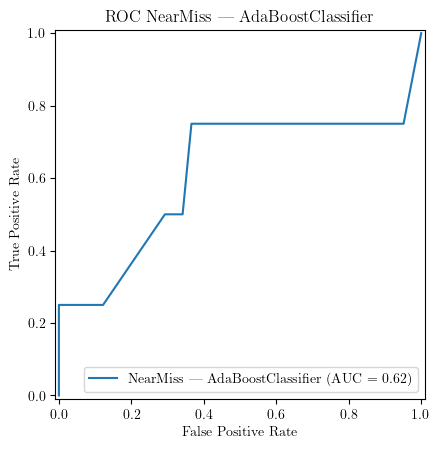 ROC NearMiss — AdaBoostClassifier
1.0
0.8
0.6
0.4
0.2
0.0
True Positive Rate
NearMiss — AdaBoostClassifier (AUC = 0.62)
0.0 0.2 0.4 0.6 0.8 1.0
False Positive Rate